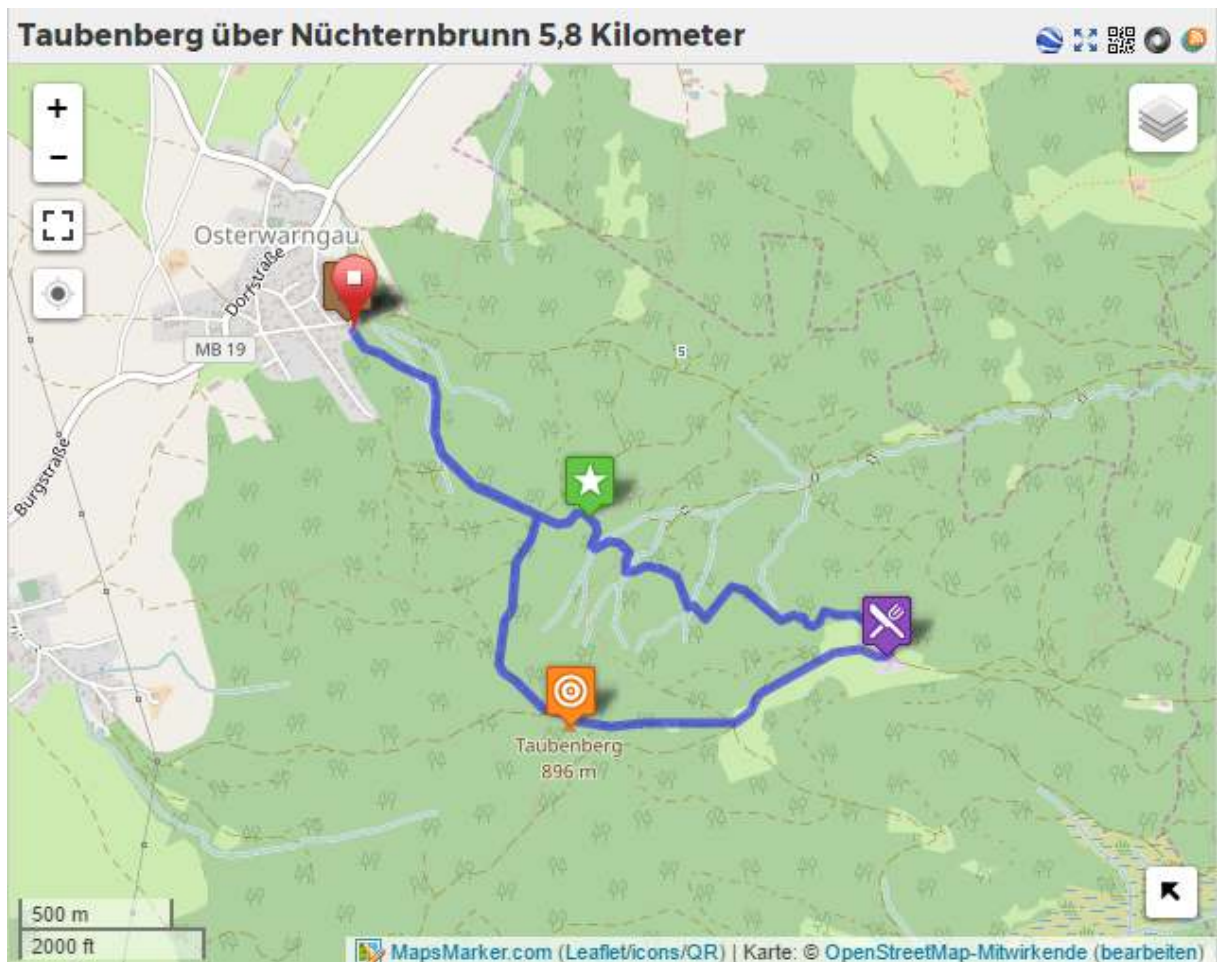 Taubenberg über Nüchternbrunn 5,8 Kilometer
+
−
Osterwarngau
Dorfstraße
MB 19
S
Burgstraße
Taubenberg
896 m
500 m
2000 ft
MapsMarker.com (Leaflet/icons/QR) | Karte: © OpenStreetMap-Mitwirkende (bearbeiten)